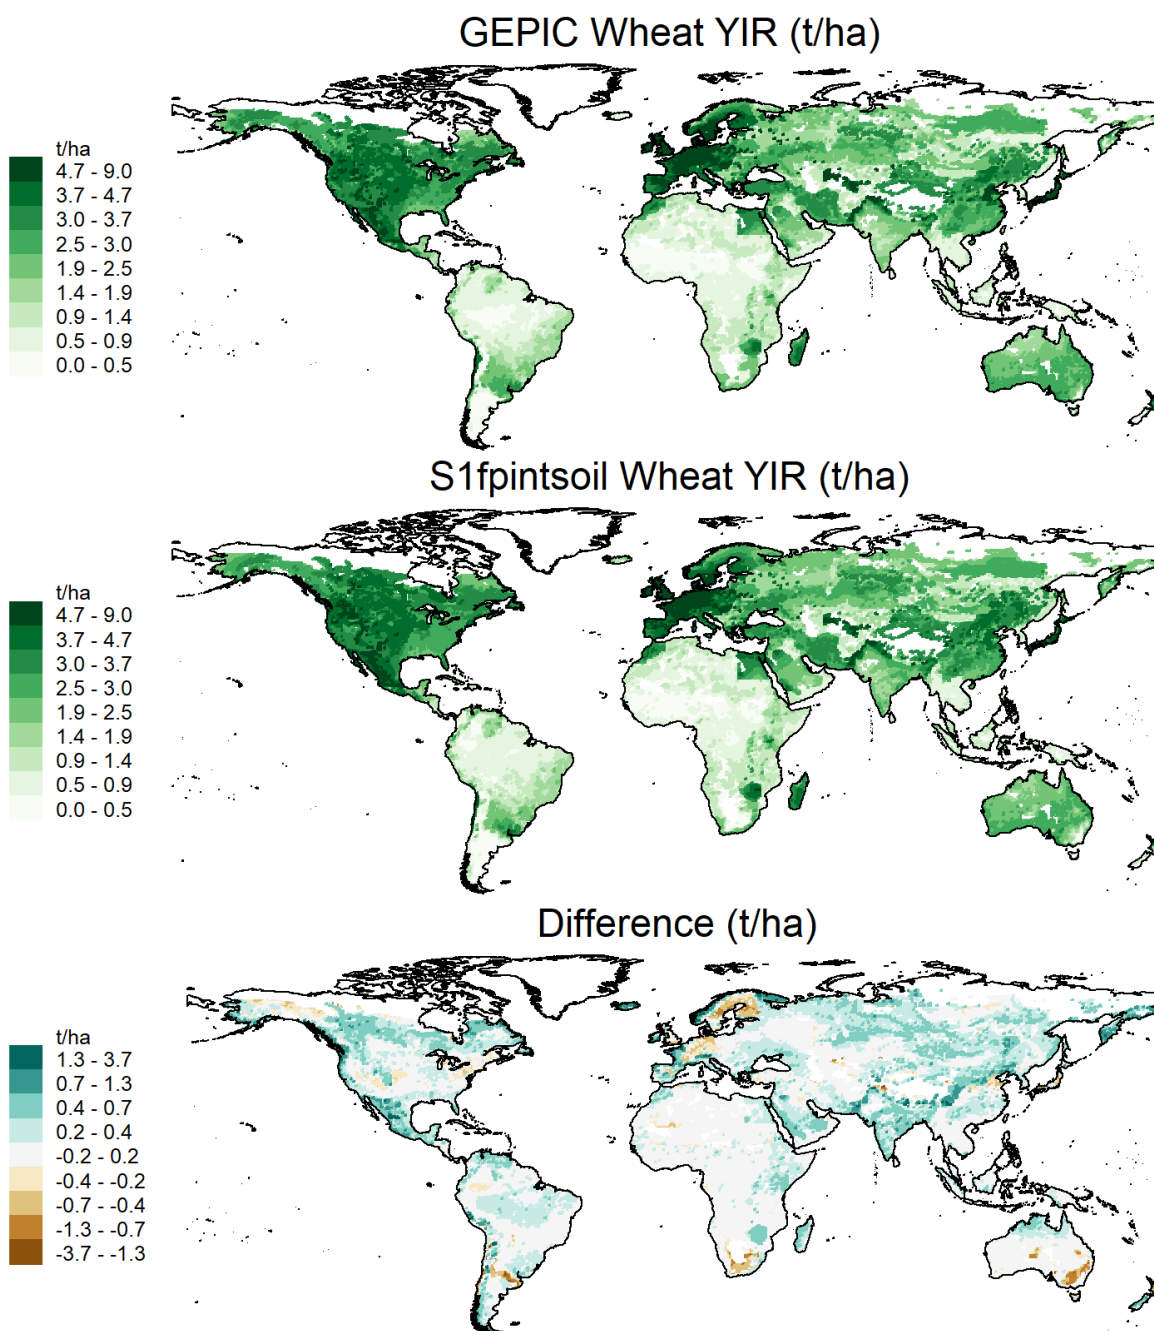 GEPIC Wheat YIR (t/ha)
t/ha
4.7 - 9.0
3.7 - 4.7
3.0 - 3.7
2.5 - 3.0
1.9 - 2.5
1.4 - 1.9
0.9 - 1.4
0.5 - 0.9
0.0 - 0.5
S1fpintsoil Wheat YIR (t/ha)
t/ha
4.7 - 9.0
3.7 - 4.7
3.0 - 3.7
2.5 - 3.0
1.9 - 2.5
1.4 - 1.9
0.9 - 1.4
0.5 - 0.9
0.0 - 0.5
Difference (t/ha)
t/ha
1.3 - 3.7
0.7 - 1.3
0.4 - 0.7
0.2 - 0.4
-0.2 - 0.2
-0.4 - -0.2
-0.7 - -0.4
-1.3 - -0.7
-3.7 - -1.3